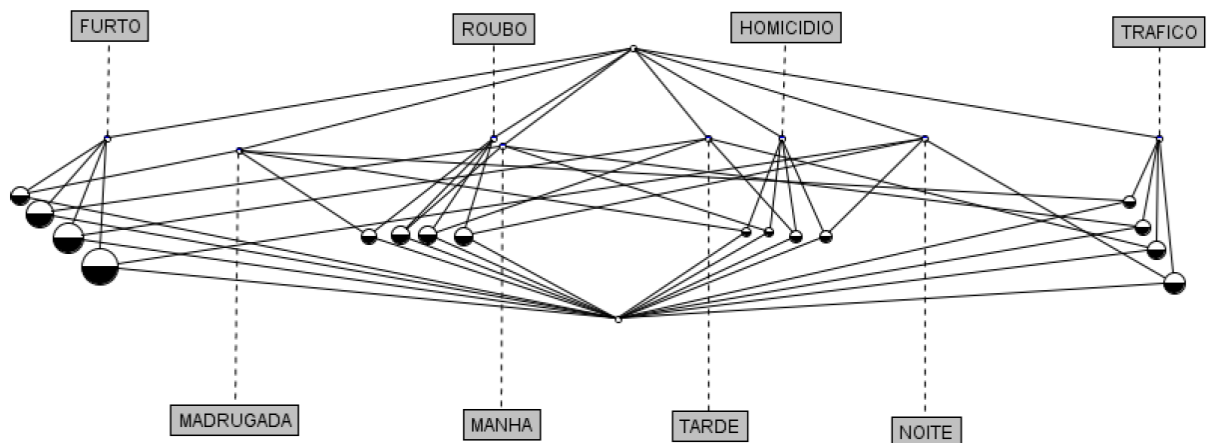 FURTO
ROUBO
HOMICIDIO
TRAFICO
MADRUGADA
MANHA
TARDE
NOITE